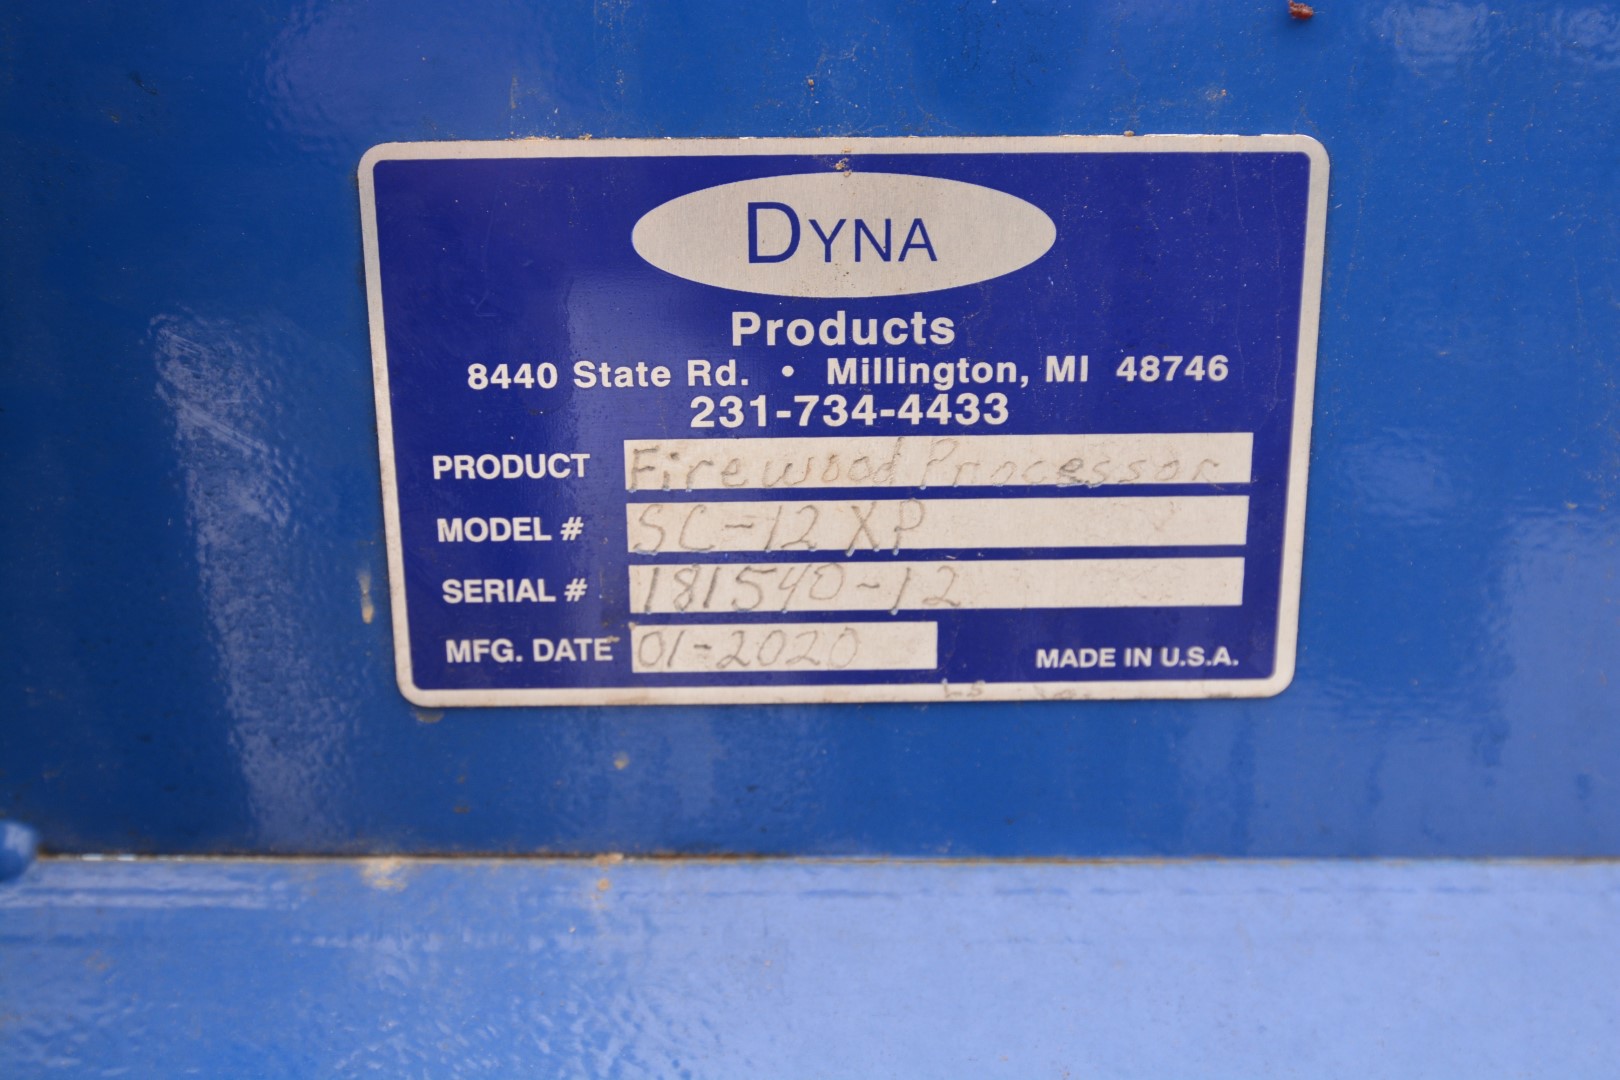 DYNA
Products
8440 State Rd. • Millington, MI 48746
231-734-4433
PRODUCT Firewood Processor
MODEL # SC-12 XP
SERIAL # 181540-12
MFG. DATE 01-2020 MADE IN U.S.A.